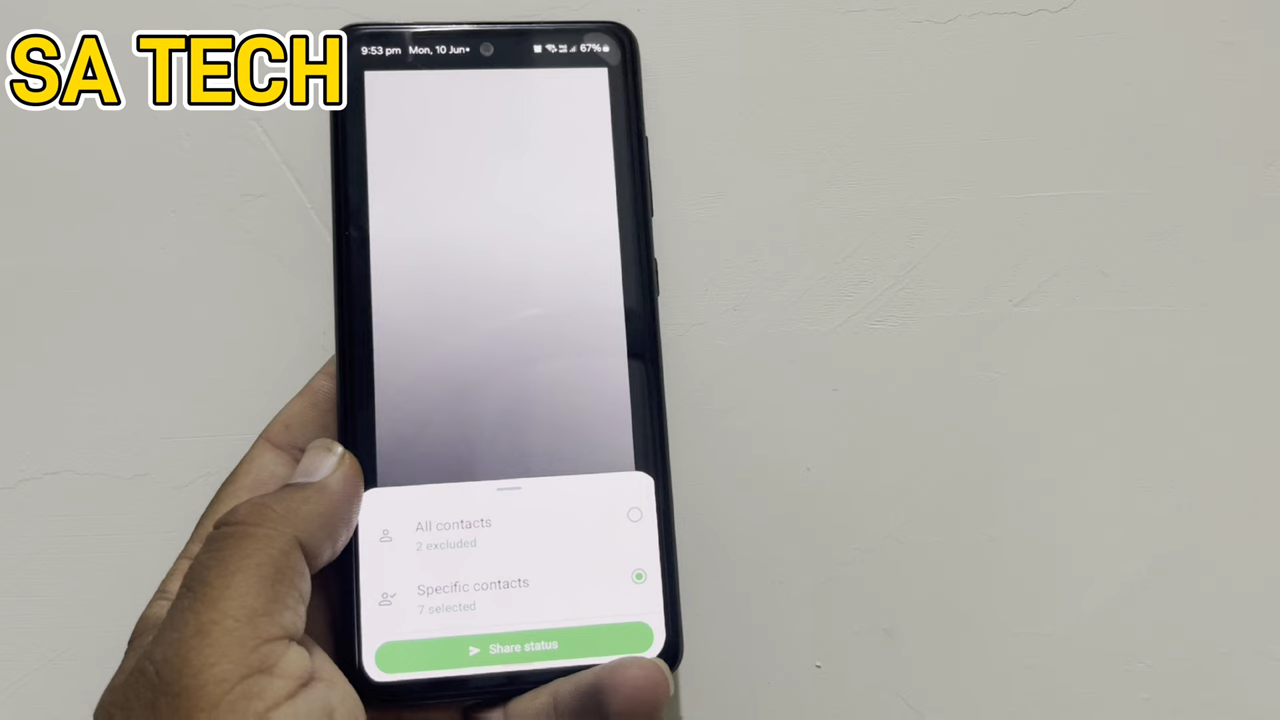 SA TECH
9:53 pm Mon, 10 Jun
67%
All contacts
2 excluded
Specific contacts
7 selected
Share status